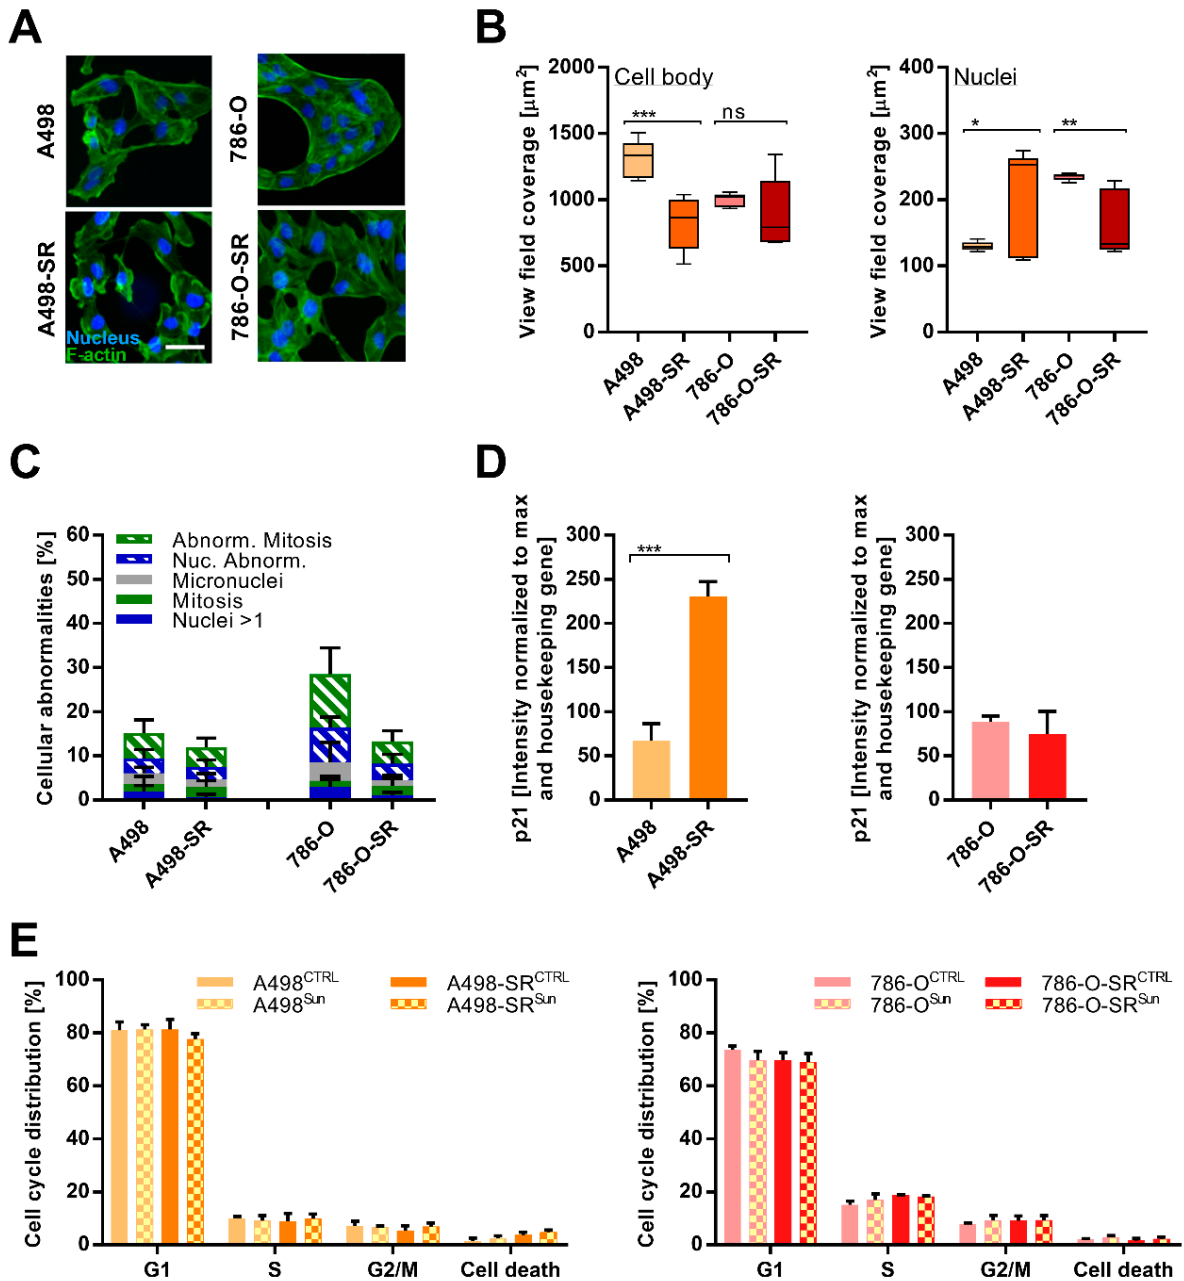 A
A498
786-O
A498-SR
786-O-SR
Nucleus
F-actin
B
View field coverage [µm²]
2000
1500
1000
500
0
Cell body
***
ns
A498
A498-SR
786-O
786-O-SR
View field coverage [µm²]
400
300
200
100
0
Nuclei
*
**
A498
A498-SR
786-O
786-O-SR
C
Cellular abnormalities [%]
60
50
40
30
20
10
0
Abnorm. Mitosis
Nuc. Abnorm.
Micronuclei
Mitosis
Nuclei >1
A498
A498-SR
786-O
786-O-SR
D
p21 [Intensity normalized to max
and housekeeping gene]
300
250
200
150
100
50
0
***
A498
A498-SR
p21 [Intensity normalized to max
and housekeeping gene]
300
250
200
150
100
50
0
786-O
786-O-SR
E
Cell cycle distribution [%]
100
80
60
40
20
0
A498CTRL
A498-SRCTRL
A498Sun
A498-SRSun
G1
S
G2/M
Cell death
Cell cycle distribution [%]
100
80
60
40
20
0
786-OCTRL
786-O-SRCTRL
786-OSun
786-O-SRSun
G1
S
G2/M
Cell death